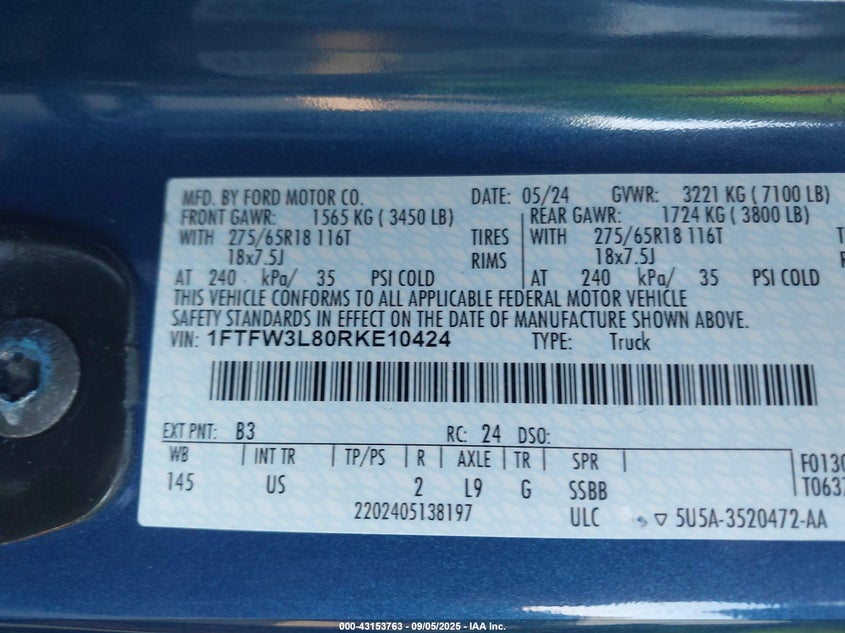 MFD. BY FORD MOTOR CO. DATE: 05/24 GVWR: 3221 KG ( 7100 LB)
FRONT GAWR: 1565 KG ( 3450 LB) REAR GAWR: 1724 KG ( 3800 LB)
WITH 275/65R18 116T TIRES WITH 275/65R18 116T
18x7.5J RIMS 18x7.5J
AT 240 kPa/ 35 PSI COLD AT 240 kPa/ 35 PSI COLD
THIS VEHICLE CONFORMS TO ALL APPLICABLE FEDERAL MOTOR VEHICLE
SAFETY STANDARDS IN EFFECT ON THE DATE OF MANUFACTURE SHOWN ABOVE.
VIN: 1FTFW3L80RKE10424 TYPE: Truck
EXT PNT: B3 RC: 24 DSO:
WB | INT TR | TP/PS | R | AXLE | TR | SPR | F0130
145 US 2 L9 G SSBB T0637
2202405138197 ULC ▽ 5U5A-3520472-AA
000-43153763 - 09/05/2025 - IAA Inc.